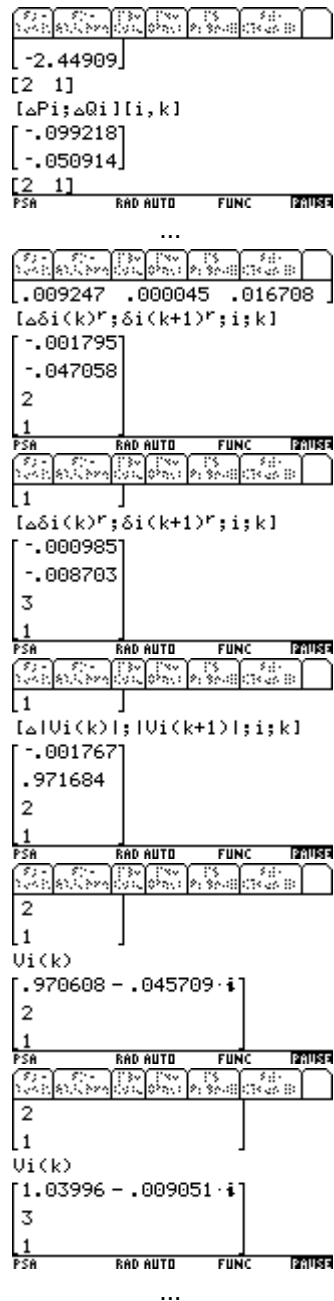 [ -2.44909]
[2 1]
[△Pi;△Qi][i,k]
[ -.099218
-.050914]
[2 1]
PSA RAD AUTO FUNC PAUSE
...
[.009247 .000045 .016708 ]
[△δi(k)ʳ;δi(k+1)ʳ;i;k]
[ -.001795
-.047058
2
1 ]
PSA RAD AUTO FUNC PAUSE
[1 ]
[△δi(k)ʳ;δi(k+1)ʳ;i;k]
[ -.000985
-.008703
3
1 ]
PSA RAD AUTO FUNC PAUSE
[1 ]
[△|Vi(k)|;|Vi(k+1)|;i;k]
[ -.001767
.971684
2
1 ]
PSA RAD AUTO FUNC PAUSE
2
[1 ]
Vi(k)
[.970608 - .045709·i
2
1 ]
PSA RAD AUTO FUNC PAUSE
2
[1 ]
Vi(k)
[1.03996 - .009051·i
3
1 ]
PSA RAD AUTO FUNC PAUSE
...